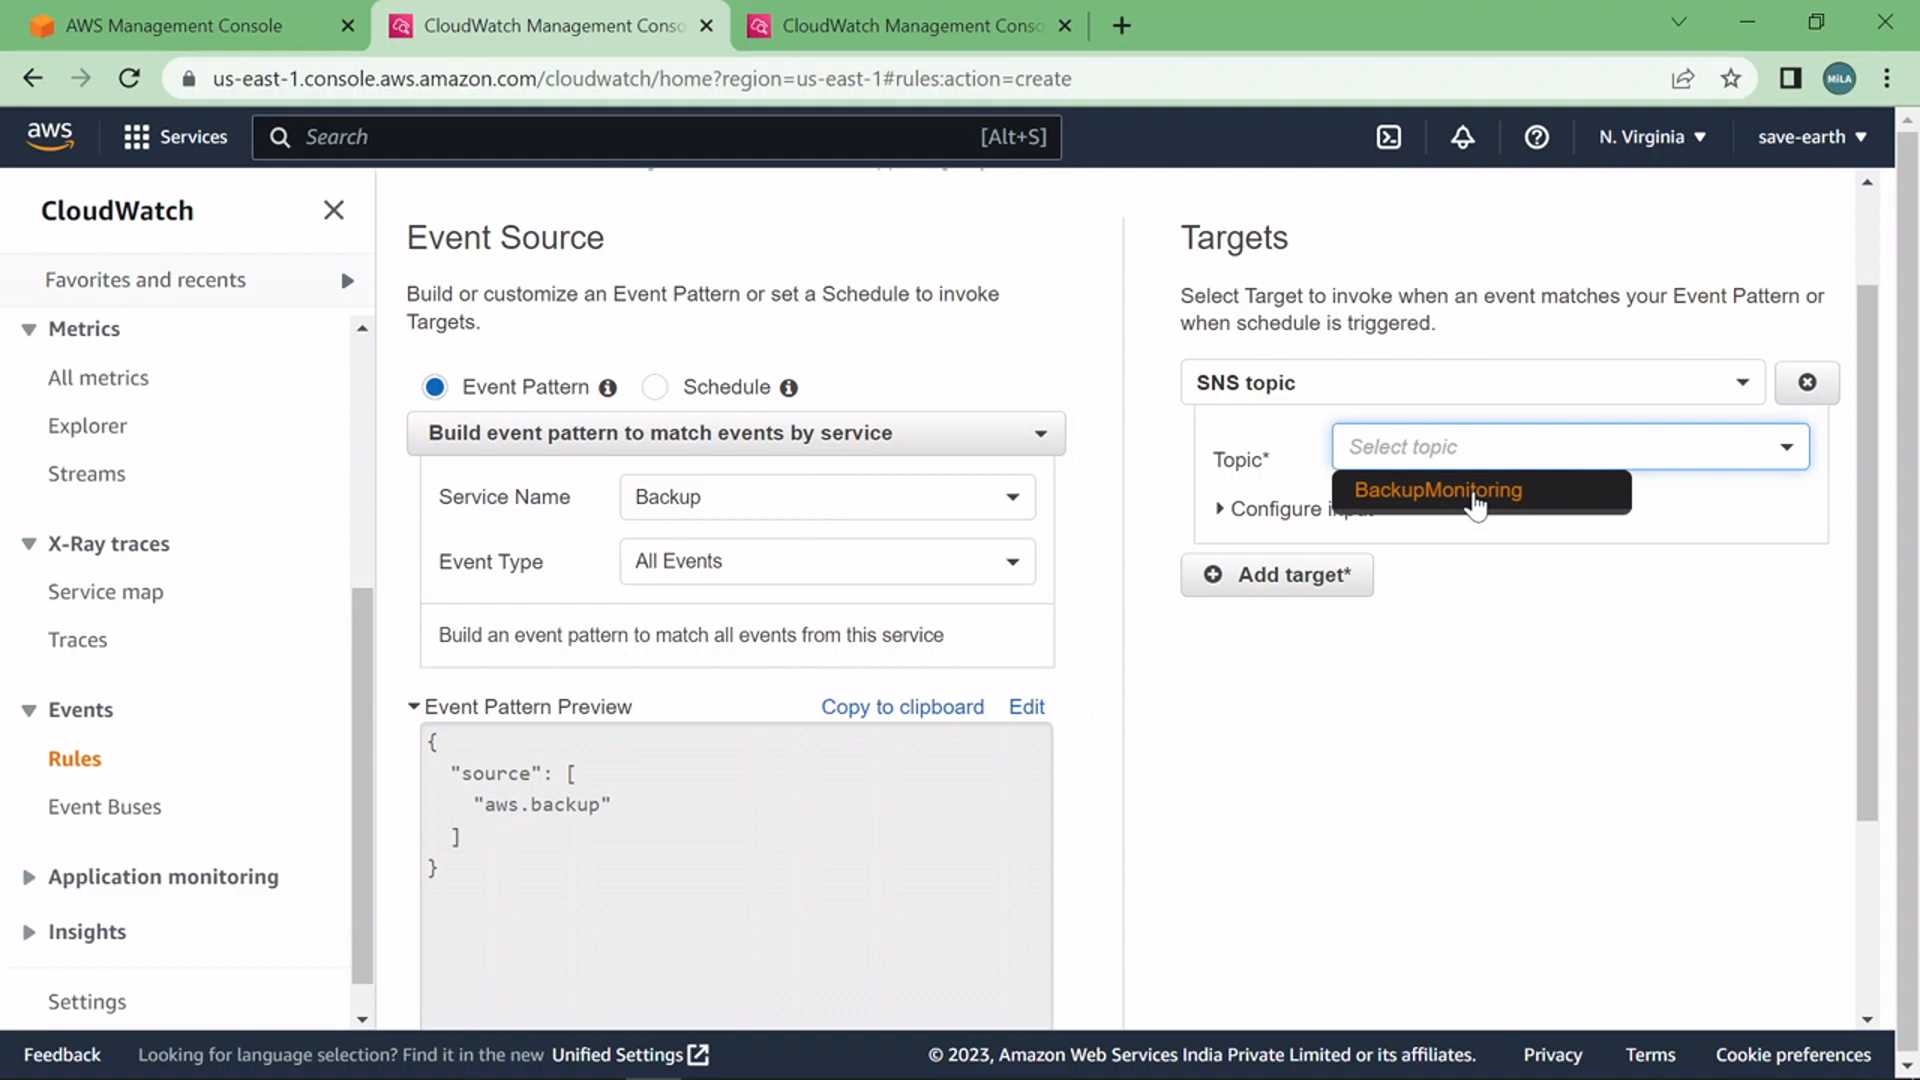 AWS Management Console
CloudWatch Management Conso
CloudWatch Management Conso
us-east-1.console.aws.amazon.com/cloudwatch/home?region=us-east-1#rules:action=create
MiLA
aws
Services
Search
[Alt+S]
N. Virginia
save-earth
CloudWatch
Favorites and recents
Metrics
All metrics
Explorer
Streams
X-Ray traces
Service map
Traces
Events
Rules
Event Buses
Application monitoring
Insights
Settings
Event Source
Build or customize an Event Pattern or set a Schedule to invoke
Targets.
Event Pattern
Schedule
Build event pattern to match events by service
Service Name
Backup
Event Type
All Events
Build an event pattern to match all events from this service
Event Pattern Preview
Copy to clipboard
Edit
{
"source": [
"aws.backup"
]
}
Targets
Select Target to invoke when an event matches your Event Pattern or
when schedule is triggered.
SNS topic
Topic*
Select topic
BackupMonitoring
Configure input
Add target*
Feedback
Looking for language selection? Find it in the new Unified Settings
© 2023, Amazon Web Services India Private Limited or its affiliates.
Privacy
Terms
Cookie preferences